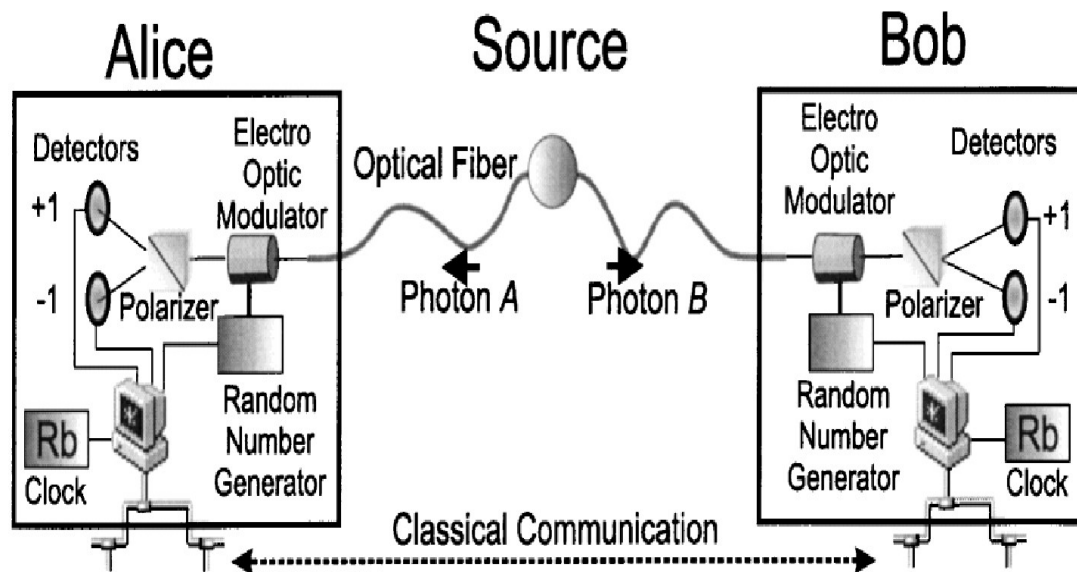 Alice
Source
Bob
Detectors
+1
-1
Electro
Optic
Modulator
Polarizer
Random
Number
Generator
Rb
Clock
Optical Fiber
Photon A
Photon B
Electro
Optic
Modulator
Detectors
+1
-1
Polarizer
Random
Number
Generator
Rb
Clock
Classical Communication